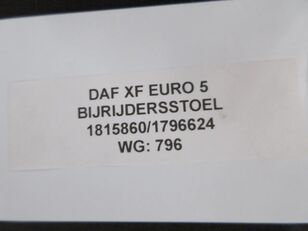 DAF XF EURO 5
BIJRIJDERSSTOEL
1815860/1796624
WG: 796